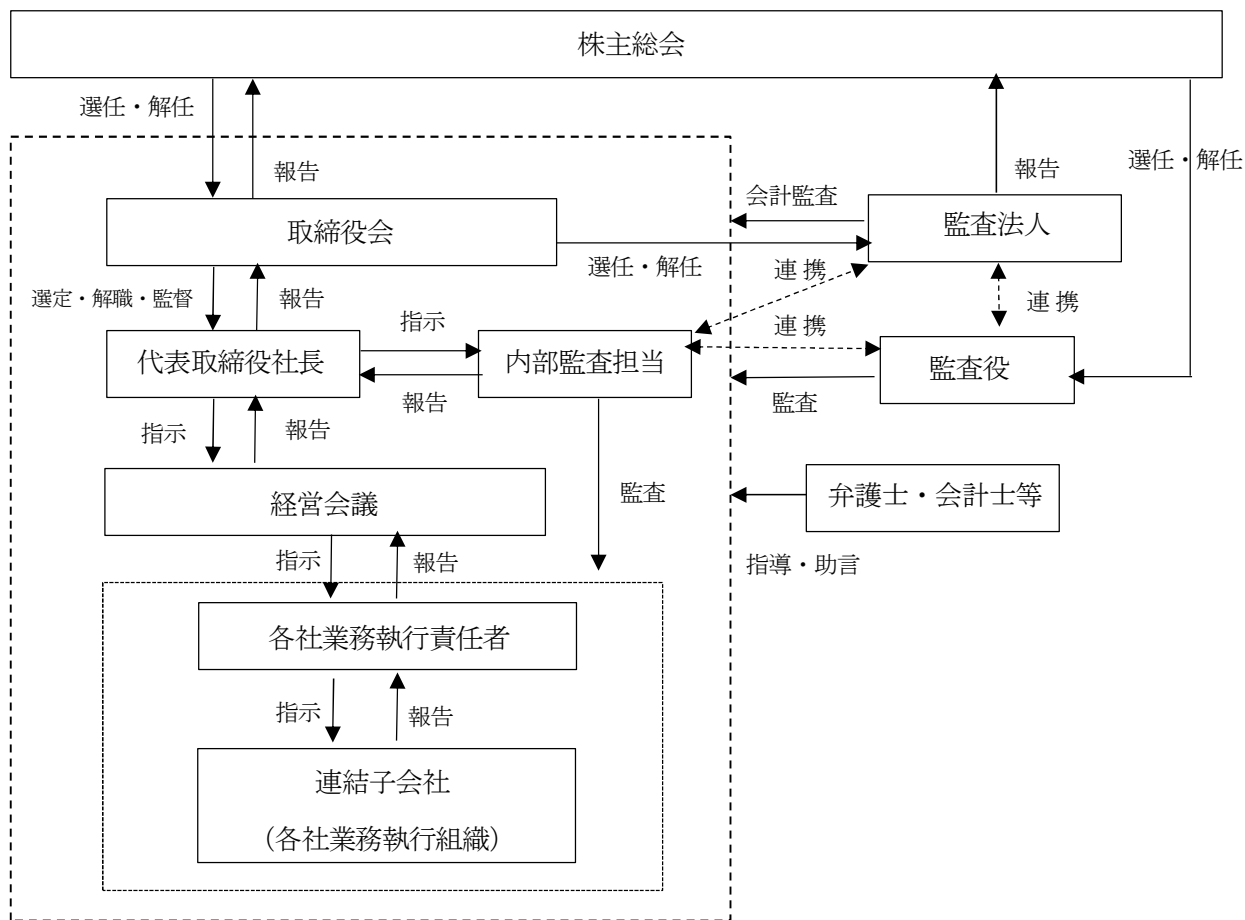 株主総会
選任・解任
報告
報告
選任・解任
取締役会
会計監査
監査法人
選任・解任
連 携
選定・解職・監督
報告
指示
連 携
連 携
代表取締役社長
内部監査担当
監査役
報告
監査
指示
報告
経営会議
監査
弁護士・会計士等
指示
報告
指導・助言
各社業務執行責任者
指示
報告
連結子会社
(各社業務執行組織)